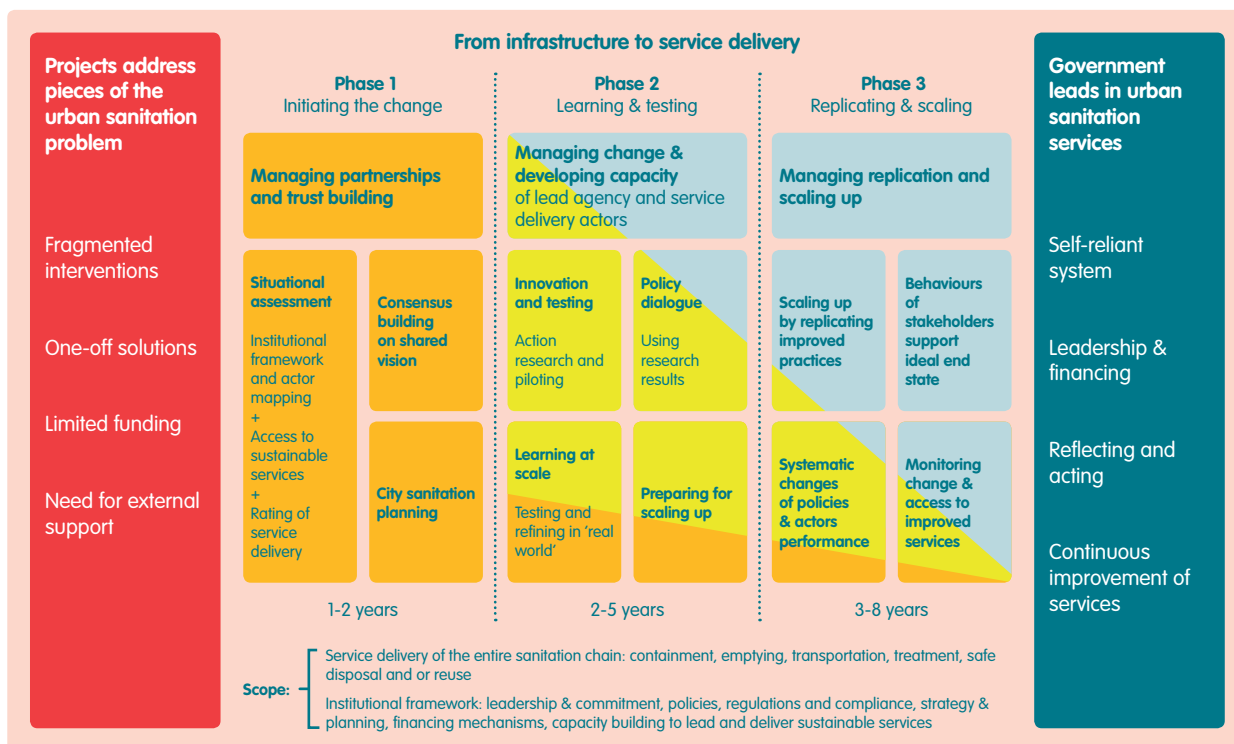 Projects address
pieces of the
urban sanitation
problem
Fragmented
interventions
One-off solutions
Limited funding
Need for external
support
From infrastructure to service delivery
Phase 1
Initiating the change
Managing partnerships
and trust building
Situational
assessment
Institutional
framework
and actor
mapping
+
Access to
sustainable
services
+
Rating of
service
delivery
Consensus
building
on shared
vision
City sanitation
planning
1-2 years
Phase 2
Learning & testing
Managing change &
developing capacity
of lead agency and service
delivery actors
Innovation
and testing
Action
research and
piloting
Policy
dialogue
Using
research
results
Learning at
scale
Testing and
refining in ‘real
world’
Preparing for
scaling up
2-5 years
Phase 3
Replicating & scaling
Managing replication and
scaling up
Scaling up
by replicating
improved
practices
Behaviours
of
stakeholders
support
ideal end
state
Systematic
changes
of policies
& actors
performance
Monitoring
change &
access to
improved
services
3-8 years
Scope:
Service delivery of the entire sanitation chain: containment, emptying, transportation, treatment, safe
disposal and or reuse
Institutional framework: leadership & commitment, policies, regulations and compliance, strategy &
planning, financing mechanisms, capacity building to lead and deliver sustainable services
Government
leads in urban
sanitation
services
Self-reliant
system
Leadership &
financing
Reflecting and
acting
Continuous
improvement of
services